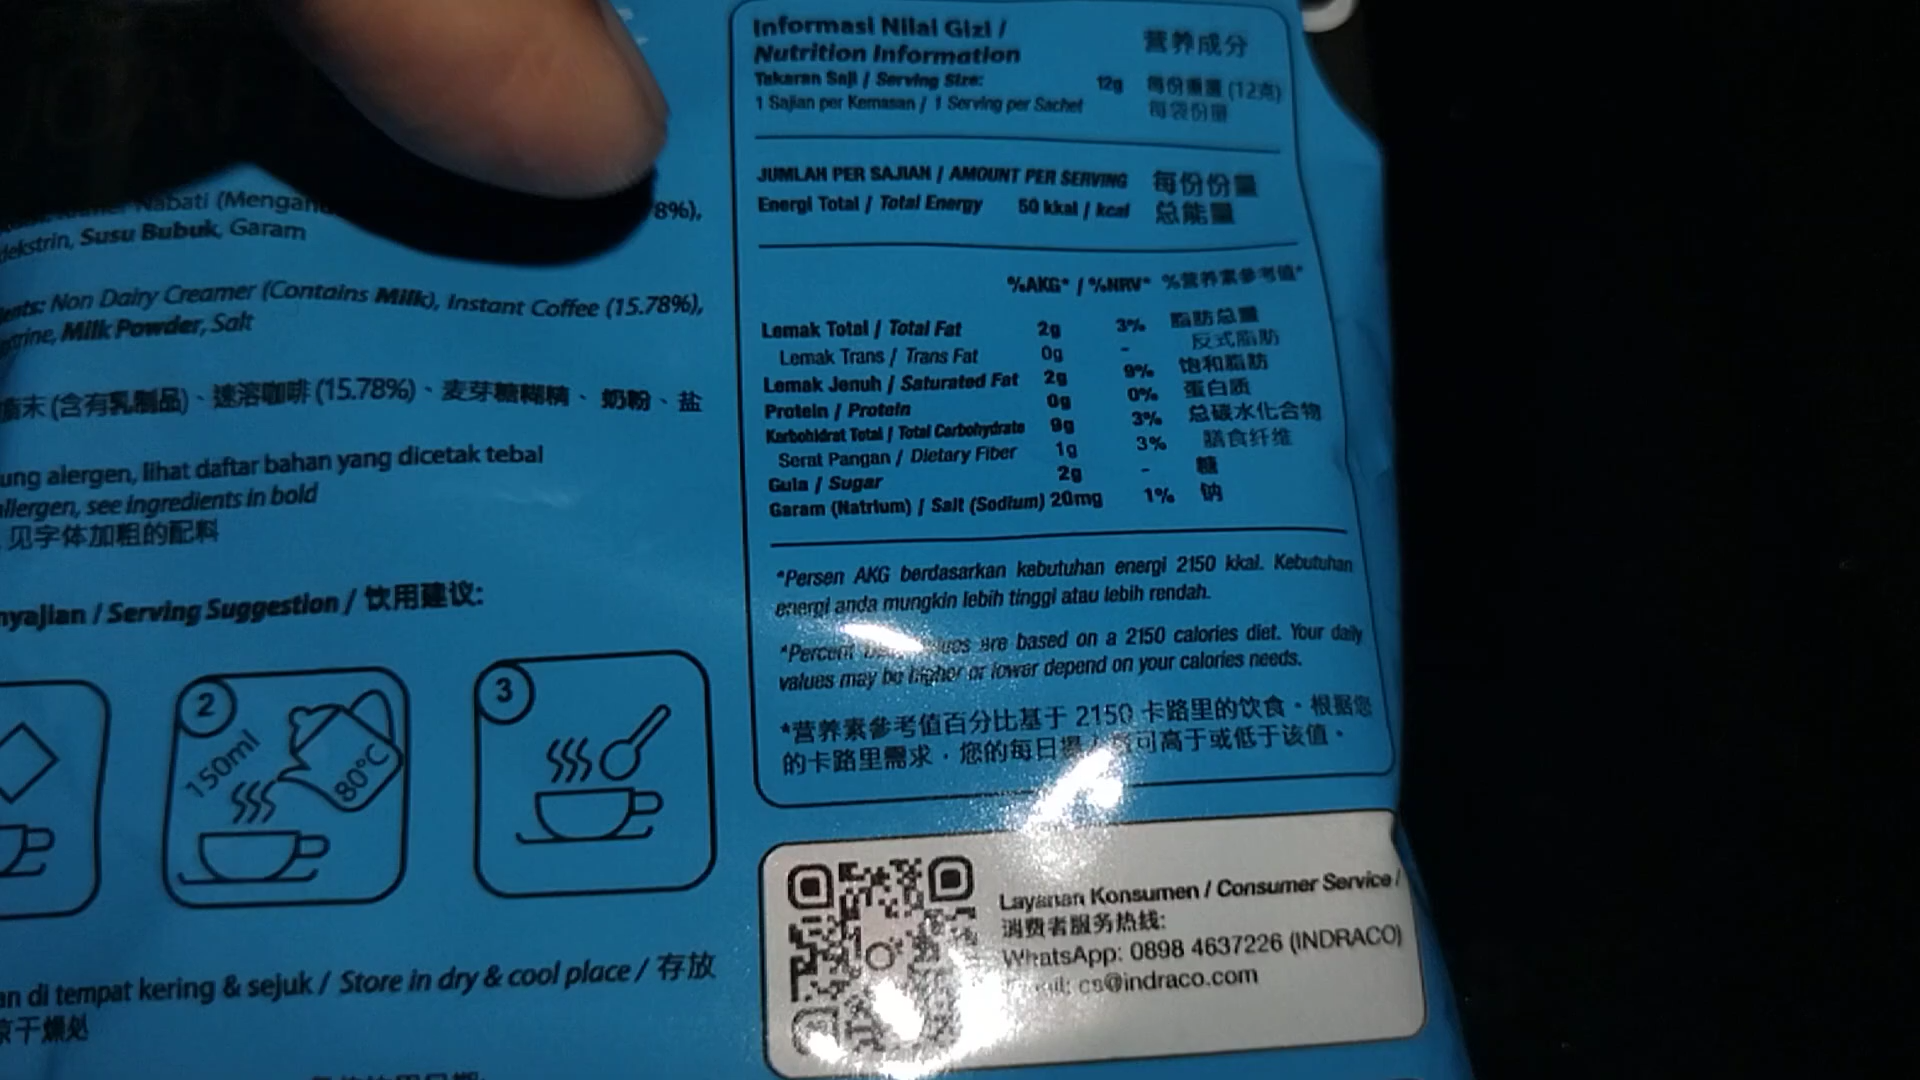 Nabati (Mengan
8%),
dekstrin, Susu Bubuk, Garam
Non Dairy Creamer (Contains Milk), Instant Coffee (15.78%),
Milk Powder, Salt
末 (含有乳制品)、速溶咖啡 (15.78%)、麦芽糖糊精、奶粉、盐
ung alergen, lihat daftar bahan yang dicetak tebal
allergen, see ingredients in bold
见字体加粗的配料
nyajian / Serving Suggestion / 饮用建议:
2
150ml
80°C
3
an di tempat kering & sejuk / Store in dry & cool place / 存放
Informasi Nilai Gizi /
Nutrition Information
营养成分
Takaran Saji / Serving Size: 12g 每份重量 (12克)
1 Sajian per Kemasan / 1 Serving per Sachet 每袋份量
JUMLAH PER SAJIAN / AMOUNT PER SERVING 每份份量
Energi Total / Total Energy 50 kkal / kcal 总能量
%AKG* / %NRV* %营养素参考值*
Lemak Total / Total Fat 2g 3% 脂肪总量
Lemak Trans / Trans Fat 0g - 反式脂肪
Lemak Jenuh / Saturated Fat 2g 9% 饱和脂肪
Protein / Protein 0g 0% 蛋白质
Karbohidrat Total / Total Carbohydrate 9g 3% 总碳水化合物
Serat Pangan / Dietary Fiber 1g 3% 膳食纤维
Gula / Sugar 2g - 糖
Garam (Natrium) / Salt (Sodium) 20mg 1% 钠
*Persen AKG berdasarkan kebutuhan energi 2150 kkal. Kebutuhan
energi anda mungkin lebih tinggi atau lebih rendah.
*Percent are based on a 2150 calories diet. Your daily
values may be higher or lower depend on your calories needs.
*营养素参考值百分比基于 2150 卡路里的饮食。根据您
的卡路里需求，您的每日摄 可高于或低于该值。
Layanan Konsumen / Consumer Service /
消费者服务热线:
WhatsApp: 0898 4637226 (INDRACO)
cs@indraco.com